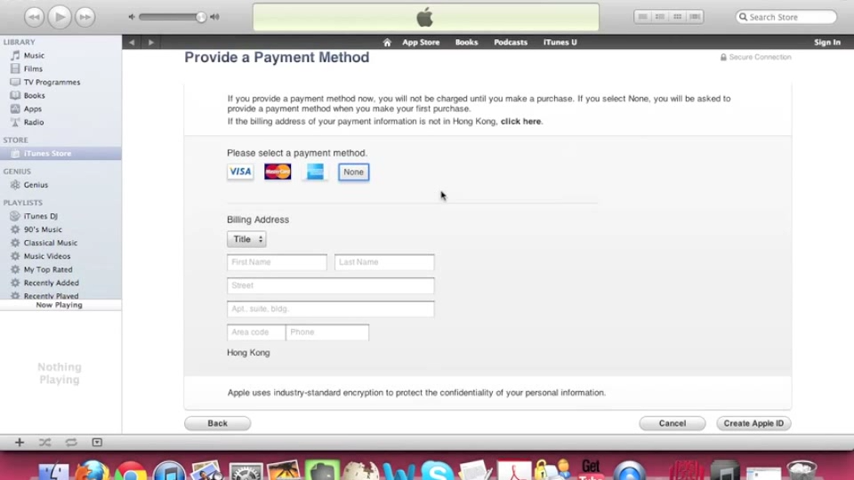 Search Store
App Store Books Podcasts iTunes U Sign In
LIBRARY
Music
Films
TV Programmes
Books
Apps
Radio
STORE
iTunes Store
GENIUS
Genius
PLAYLISTS
iTunes DJ
90's Music
Classical Music
Music Videos
My Top Rated
Recently Added
Recently Played
Now Playing
Nothing
Playing
Provide a Payment Method
Secure Connection
If you provide a payment method now, you will not be charged until you make a purchase. If you select None, you will be asked to
provide a payment method when you make your first purchase.
If the billing address of your payment information is not in Hong Kong, click here.
Please select a payment method.
VISA MasterCard None
Billing Address
Title
First Name Last Name
Street
Apt, suite, bldg.
Area code Phone
Hong Kong
Apple uses industry-standard encryption to protect the confidentiality of your personal information.
Back Cancel Create Apple ID
Get